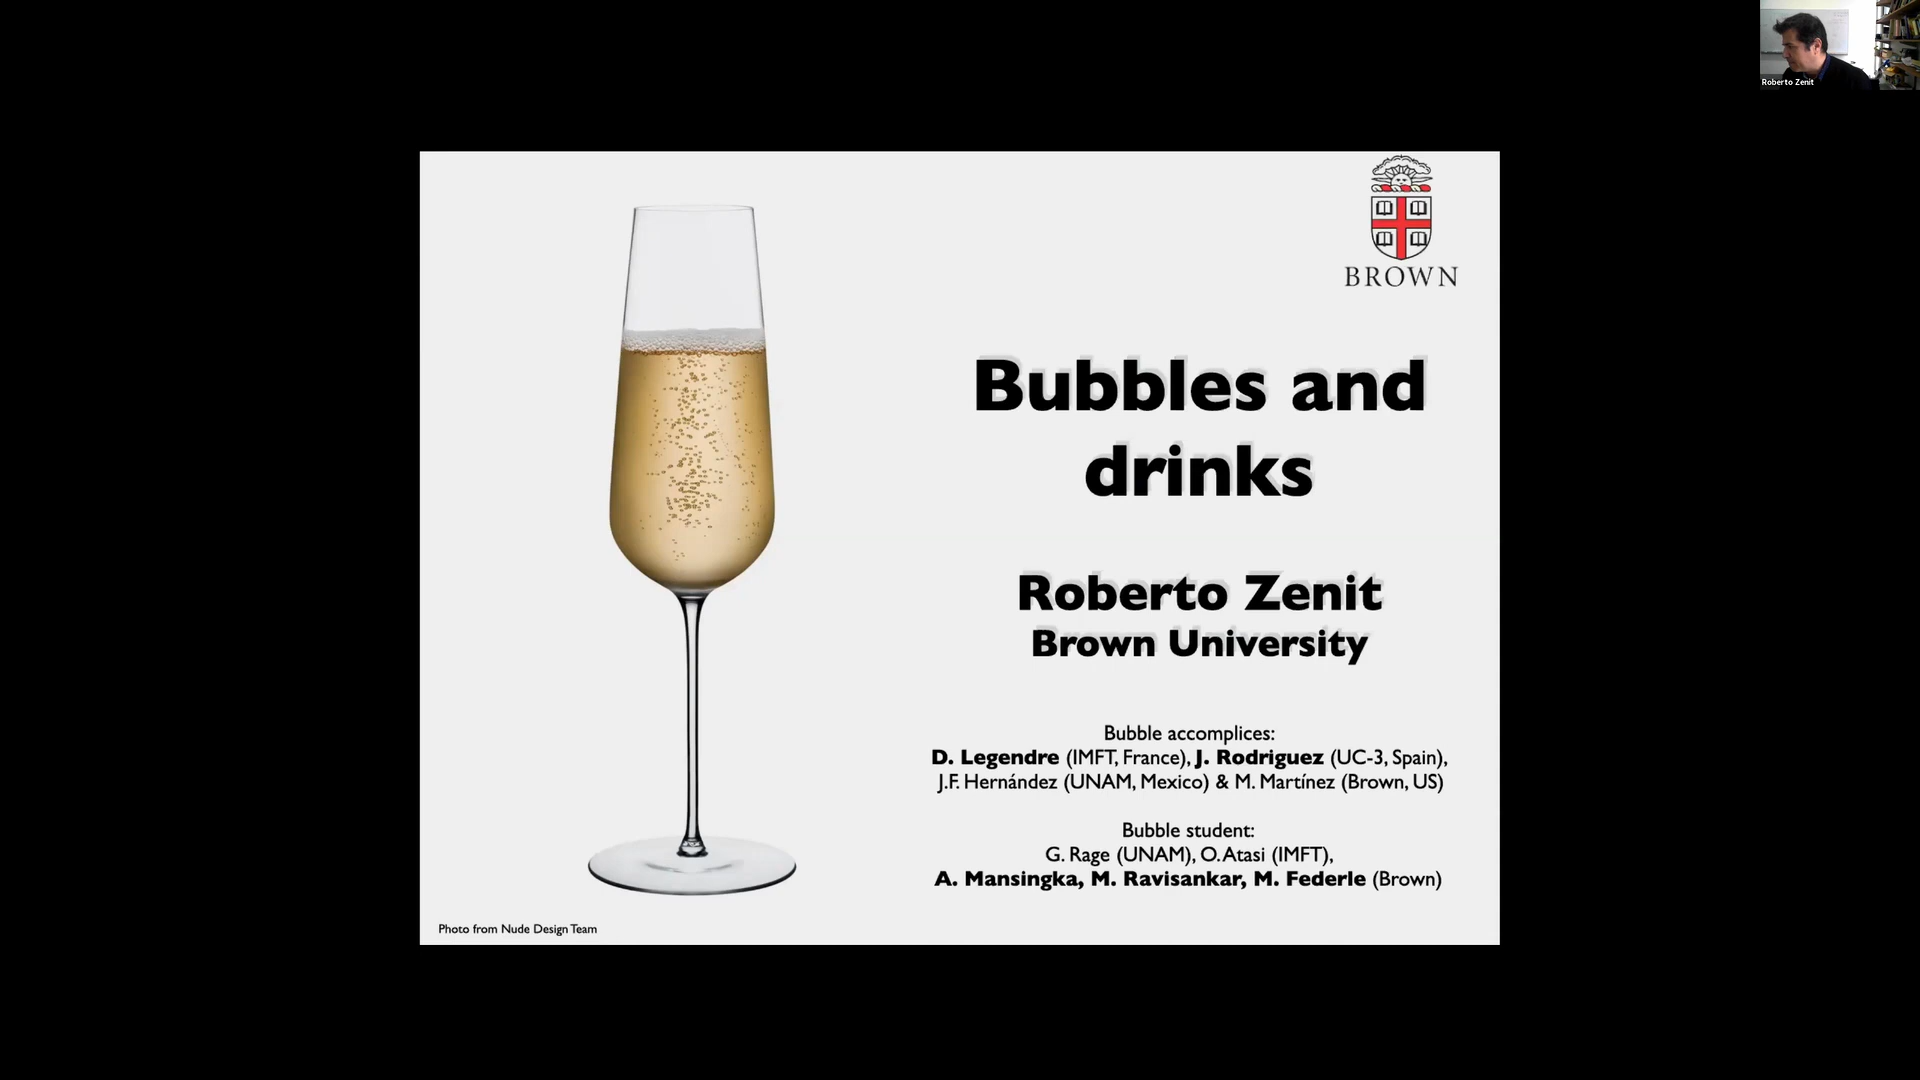 Roberto Zenit
BROWN
Bubbles and
drinks
Roberto Zenit
Brown University
Bubble accomplices:
D. Legendre (IMFT, France), J. Rodriguez (UC-3, Spain),
J.F. Hernández (UNAM, Mexico) & M. Martínez (Brown, US)
Bubble student:
G. Rage (UNAM), O. Atasi (IMFT),
A. Mansingka, M. Ravisankar, M. Federle (Brown)
Photo from Nude Design Team